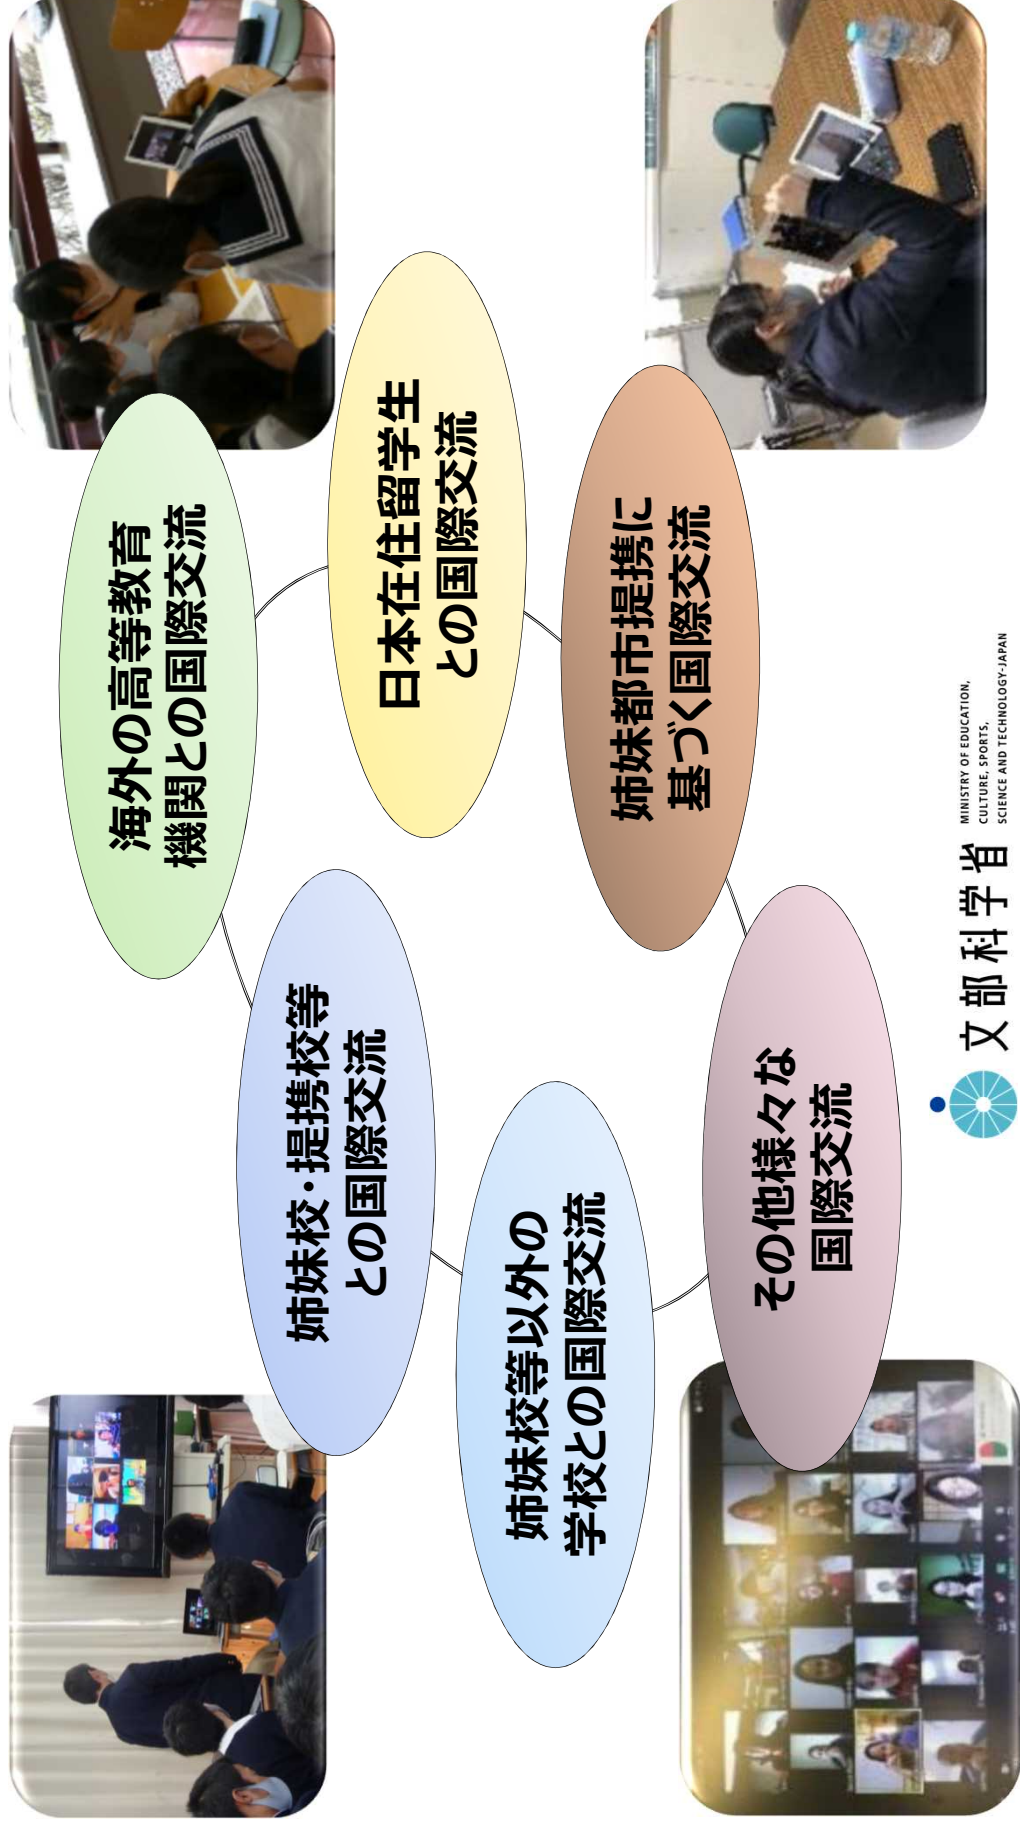 海外の高等教育
機関との国際交流
姉妹校・提携校等
との国際交流
日本在住留学生
との国際交流
姉妹校等以外の
学校との国際交流
姉妹都市提携に
基づく国際交流
その他様々な
国際交流
文部科学省
MINISTRY OF EDUCATION,
CULTURE, SPORTS,
SCIENCE AND TECHNOLOGY-JAPAN